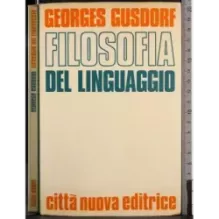 GEORGES GUSDORF
FILOSOFIA
DEL LINGUAGGIO
città nuova editrice